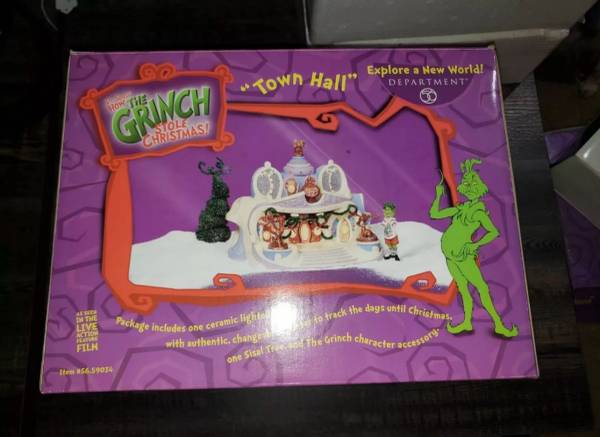 "Town Hall"
Explore a New World!
DEPARTMENT
HOW THE
GRINCH
STOLE
CHRISTMAS!
AS SEEN
IN THE
LIVE
ACTION
FEATURE
FILM
Package includes one ceramic lighted to track the days until Christmas,
with authentic, one Sisal Tree, and The Grinch character accessory.
Item #56.59034